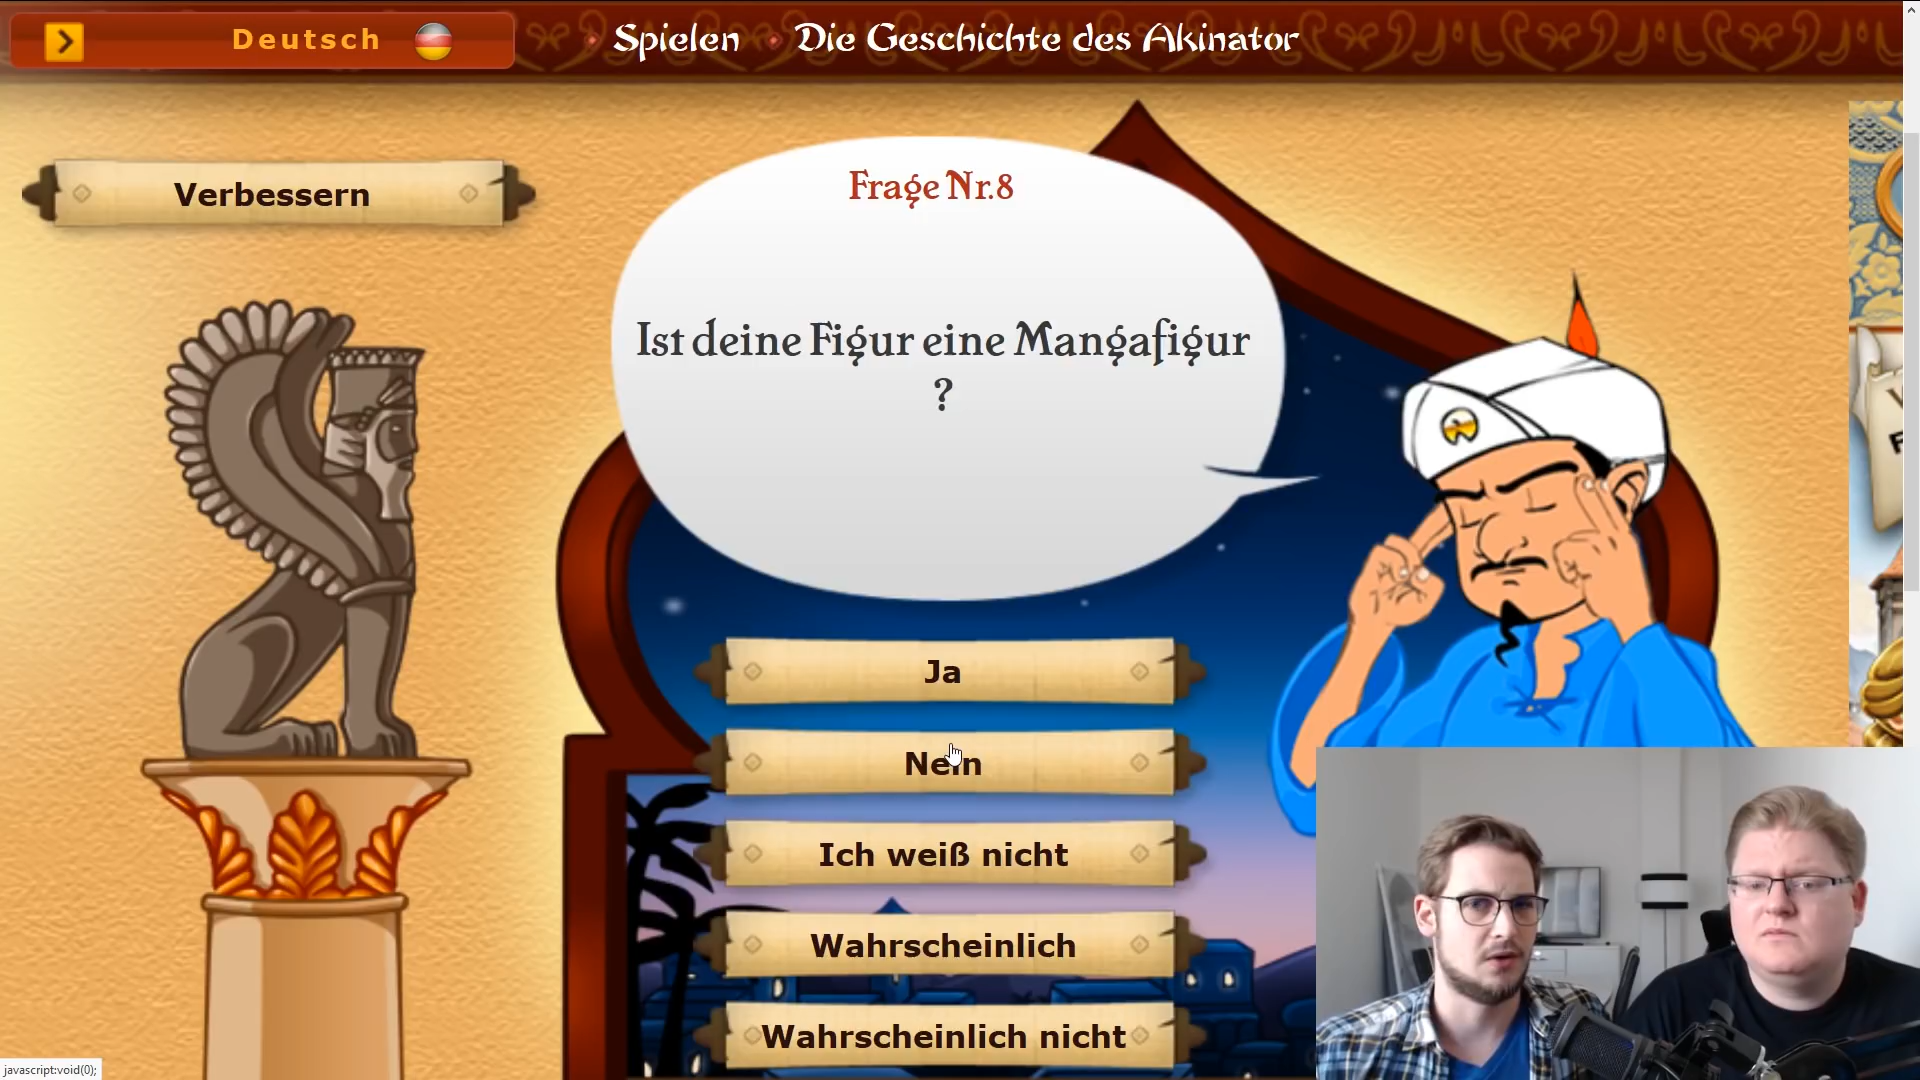 Deutsch
Spielen
Die Geschichte des Akinator
Verbessern
Frage Nr.8
Ist deine Figur eine Mangafigur
?
Ja
Nein
Ich weiß nicht
Wahrscheinlich
Wahrscheinlich nicht
javascript:void(0);